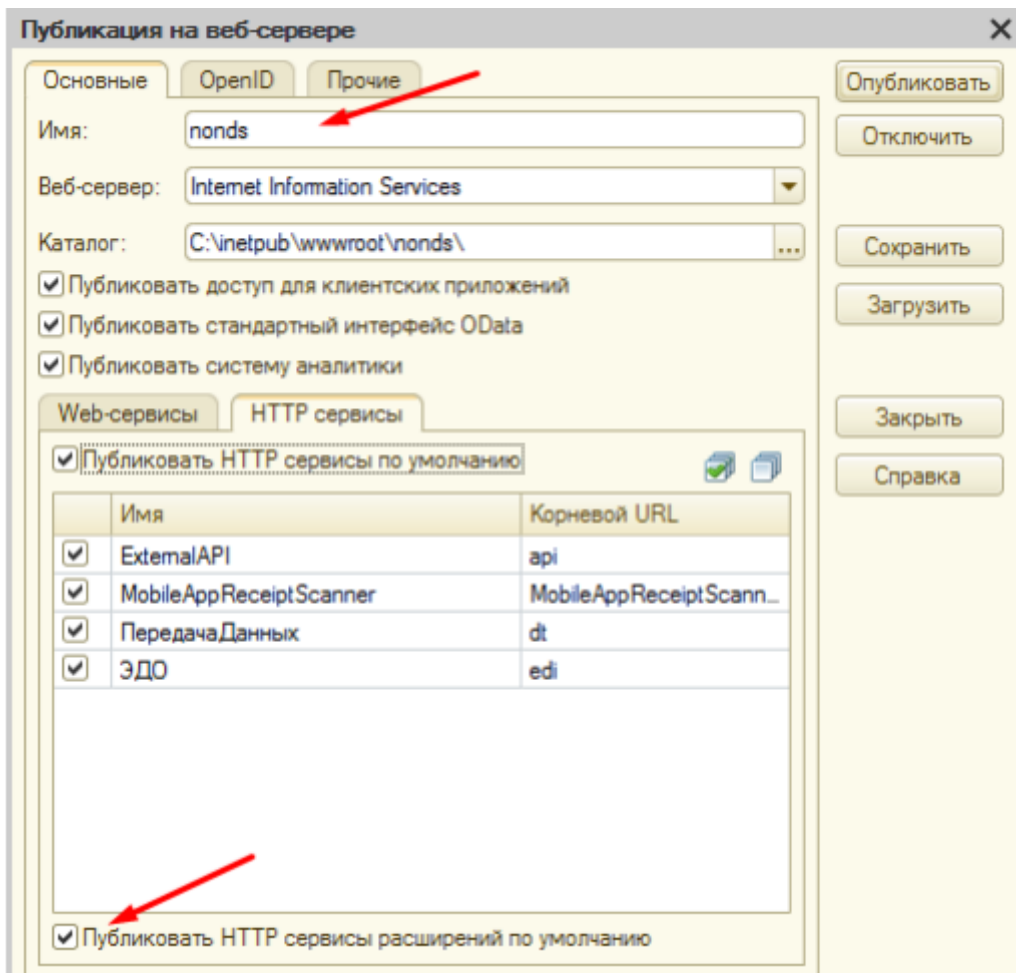 Публикация на веб-сервере
Основные OpenID Прочие
Опубликовать
Имя: nonds
Отключить
Веб-сервер: Internet Information Services
Каталог: C:\inetpub\wwwroot\nonds\ ...
Сохранить
Публиковать доступ для клиентских приложений
Загрузить
Публиковать стандартный интерфейс OData
Публиковать систему аналитики
Web-сервисы HTTP сервисы
Закрыть
Публиковать HTTP сервисы по умолчанию
Справка
Имя Корневой URL
ExternalAPI api
MobileAppReceiptScanner MobileAppReceiptScann...
ПередачаДанных dt
ЭДО edi
Публиковать HTTP сервисы расширений по умолчанию